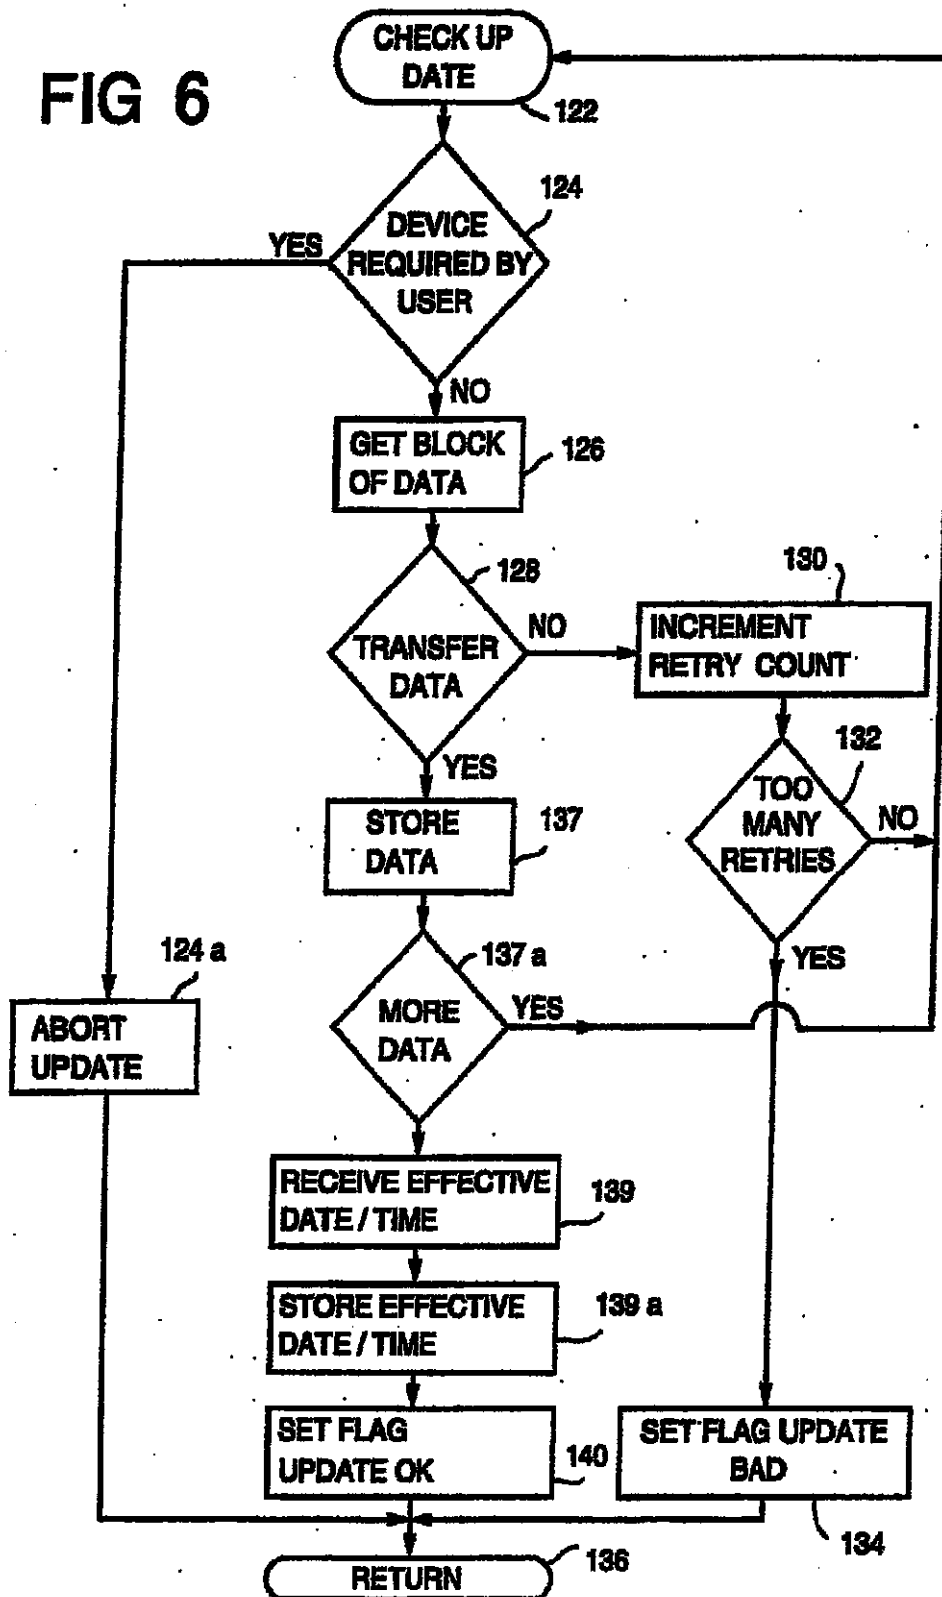 FIG 6
CHECK UP
DATE
122
124
DEVICE
REQUIRED BY
USER
YES
NO
GET BLOCK
OF DATA
126
128
TRANSFER
DATA
NO
130
INCREMENT
RETRY COUNT
YES
132
TOO
MANY
RETRIES
NO
STORE
DATA
137
YES
124 a
ABORT
UPDATE
137 a
MORE
DATA
YES
RECEIVE EFFECTIVE
DATE / TIME
139
STORE EFFECTIVE
DATE / TIME
139 a
SET FLAG
UPDATE OK
140
SET FLAG UPDATE
BAD
134
RETURN
136